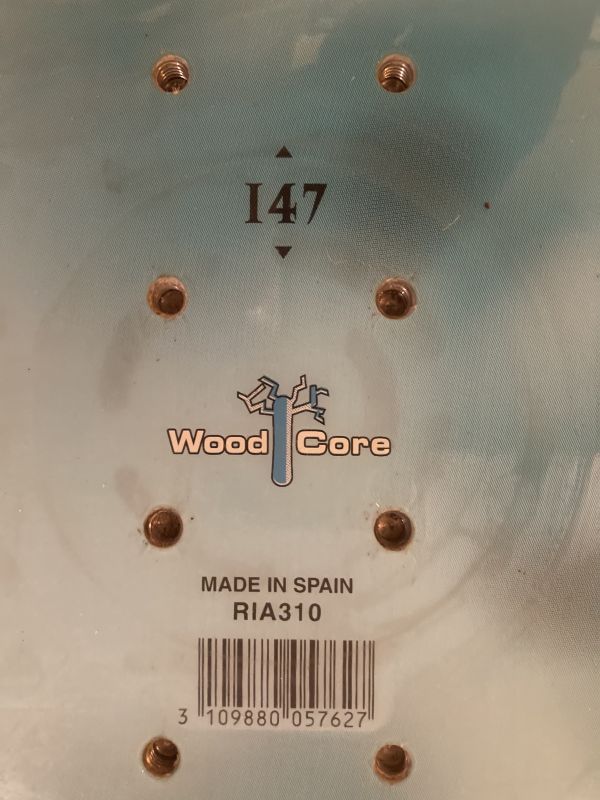 147
Wood Core
MADE IN SPAIN
RIA310
3 109880 057627